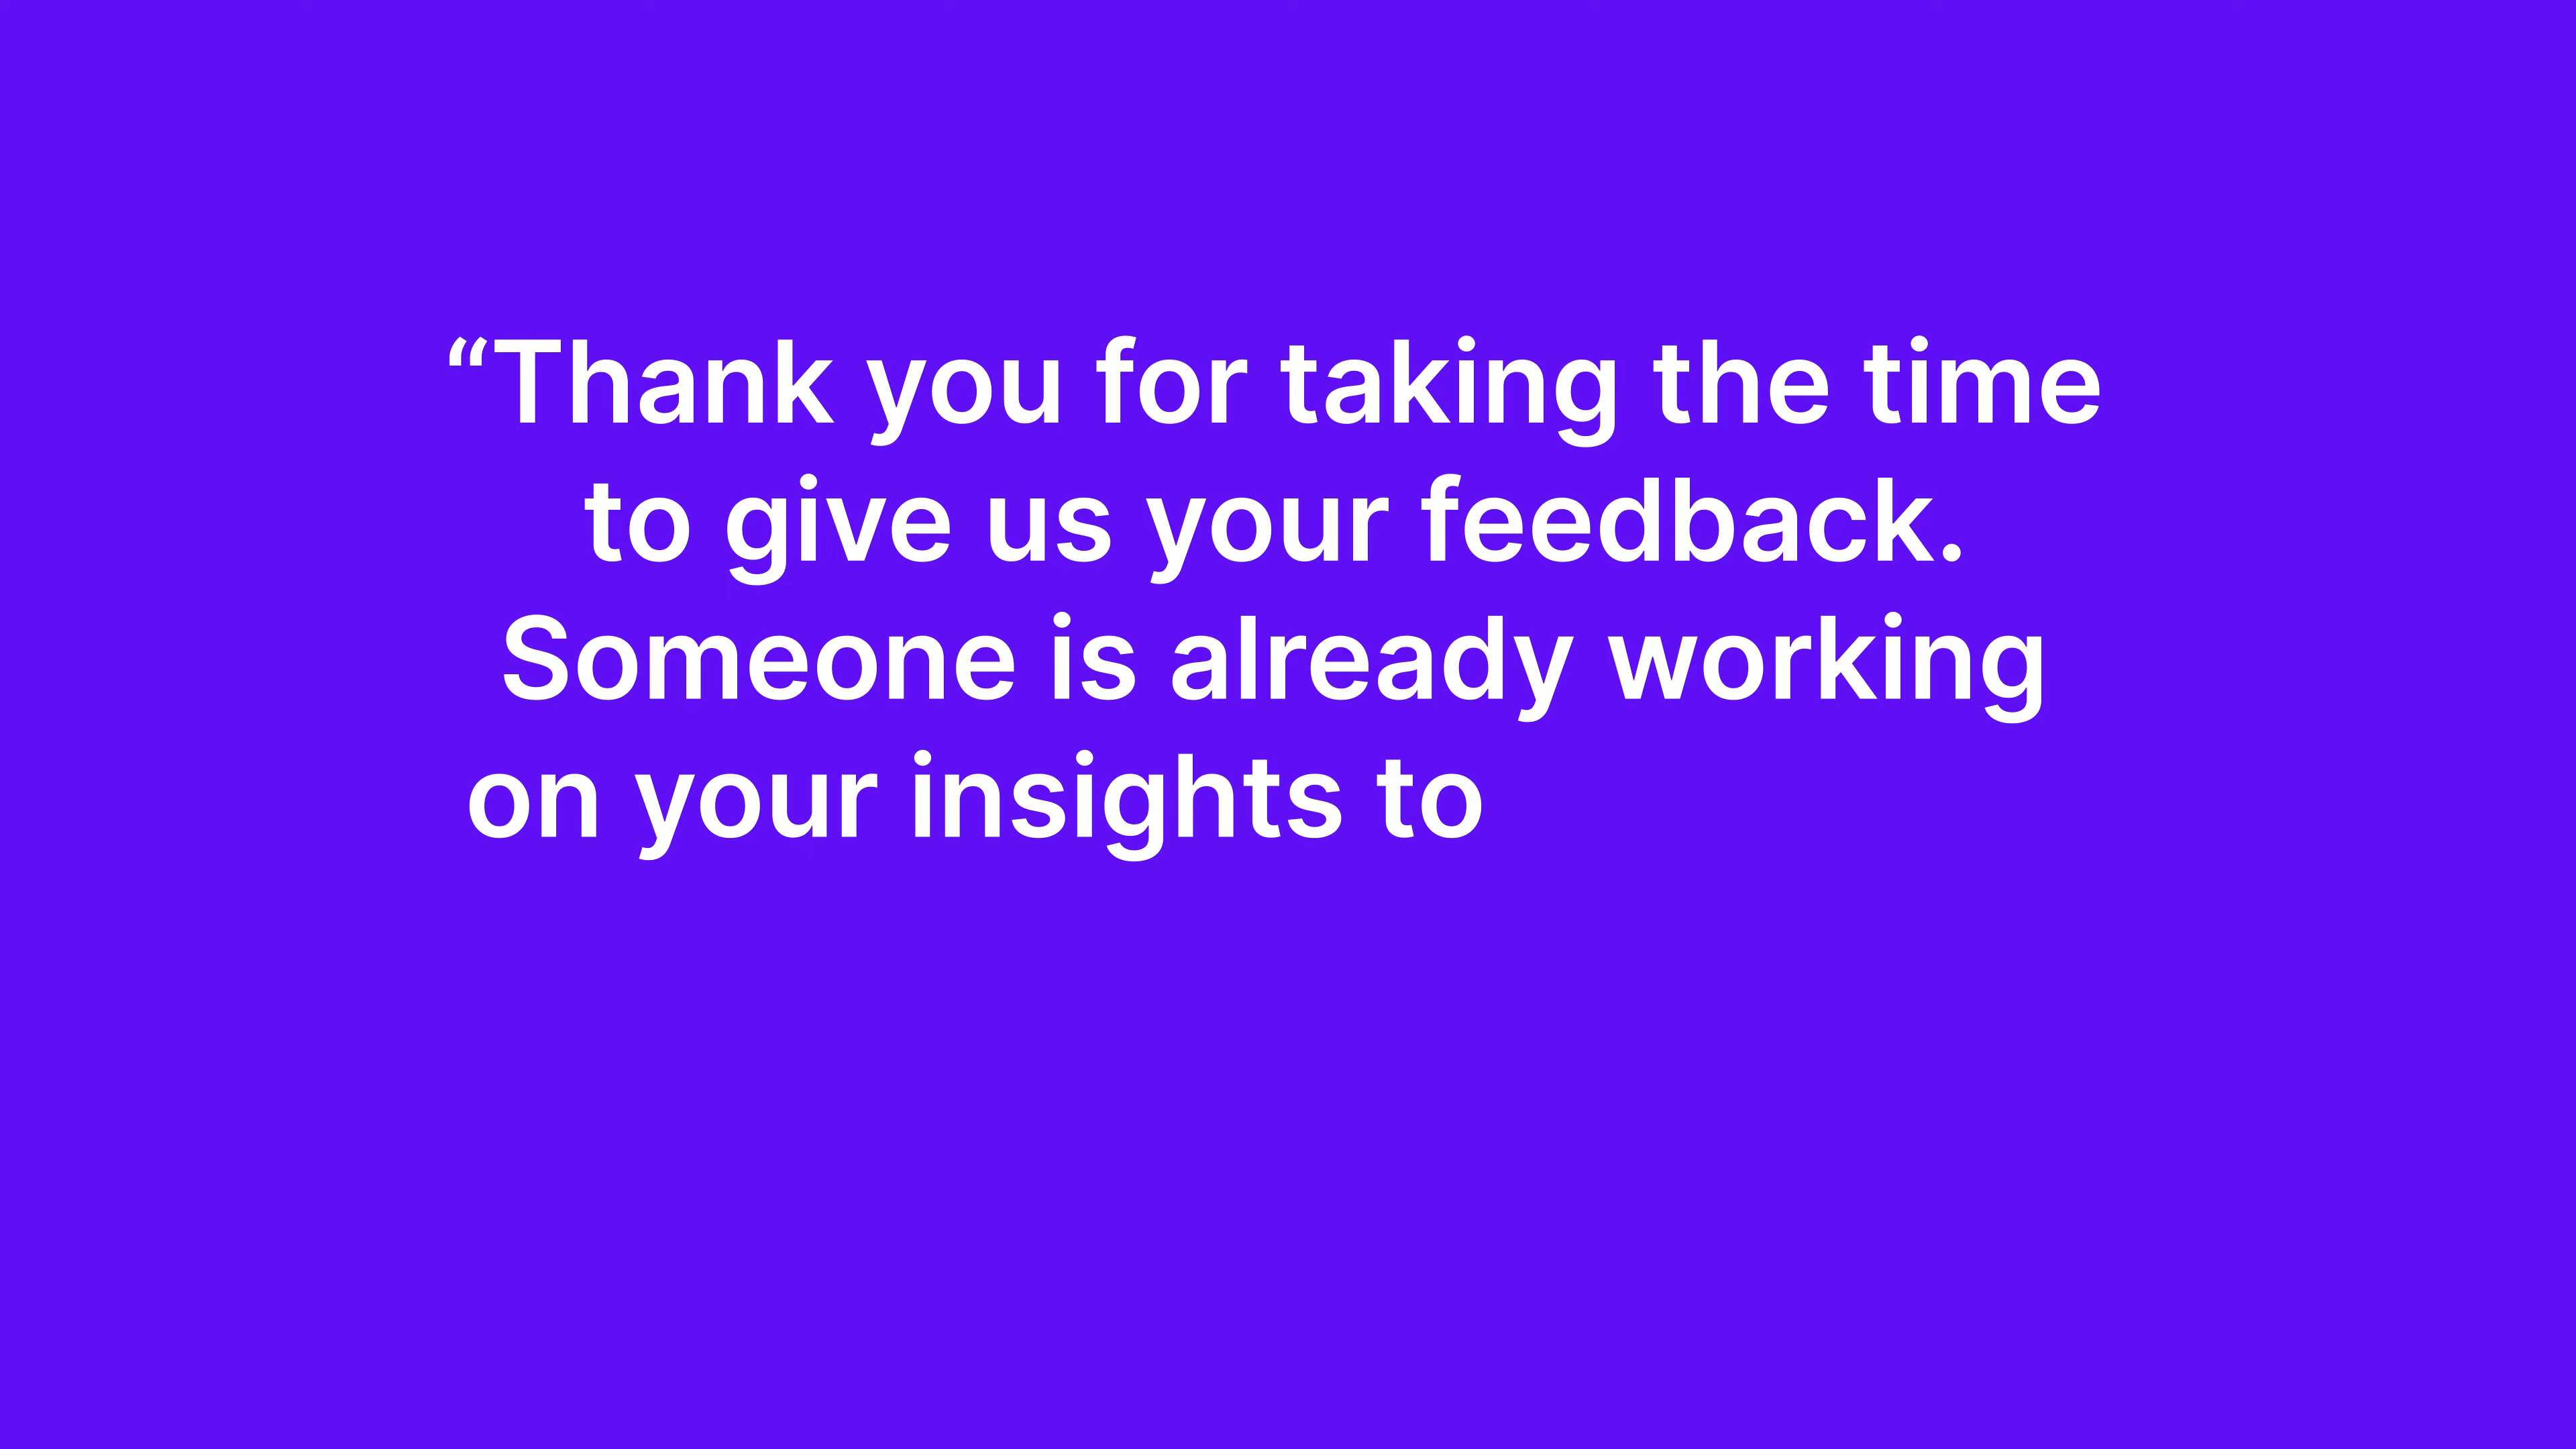 “Thank you for taking the time
to give us your feedback.
Someone is already working
on your insights to